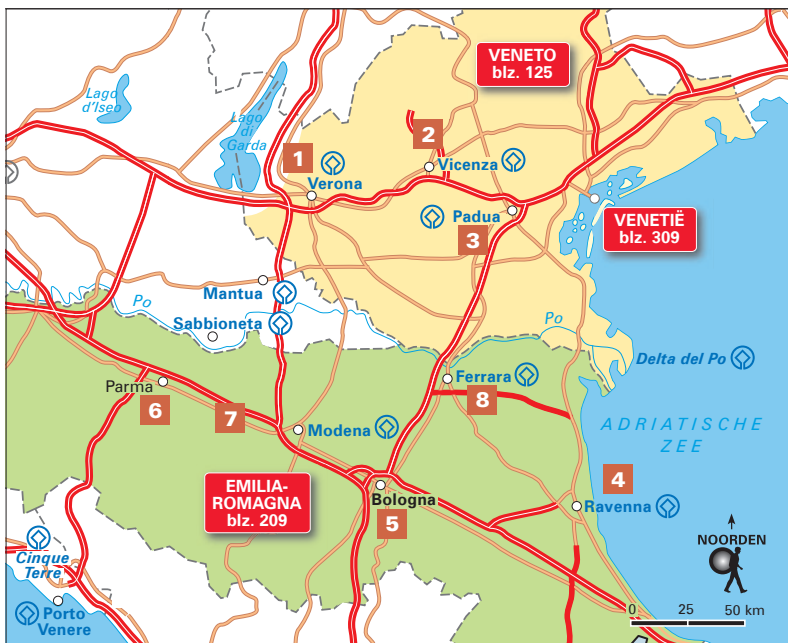 VENETO
blz. 125
Lago
d'Iseo
Lago
di
Garda
2
1
Vicenza
Verona
Padua
VENETIË
blz. 309
3
Mantua
Po
Sabbioneta
Po
Delta del Po
Parma
Ferrara
6
7
8
Modena
ADRIATISCHE
ZEE
EMILIA-
ROMAGNA
blz. 209
4
Bologna
Ravenna
5
NOORDEN
Cinque
Terre
Porto
Venere
0 25 50 km